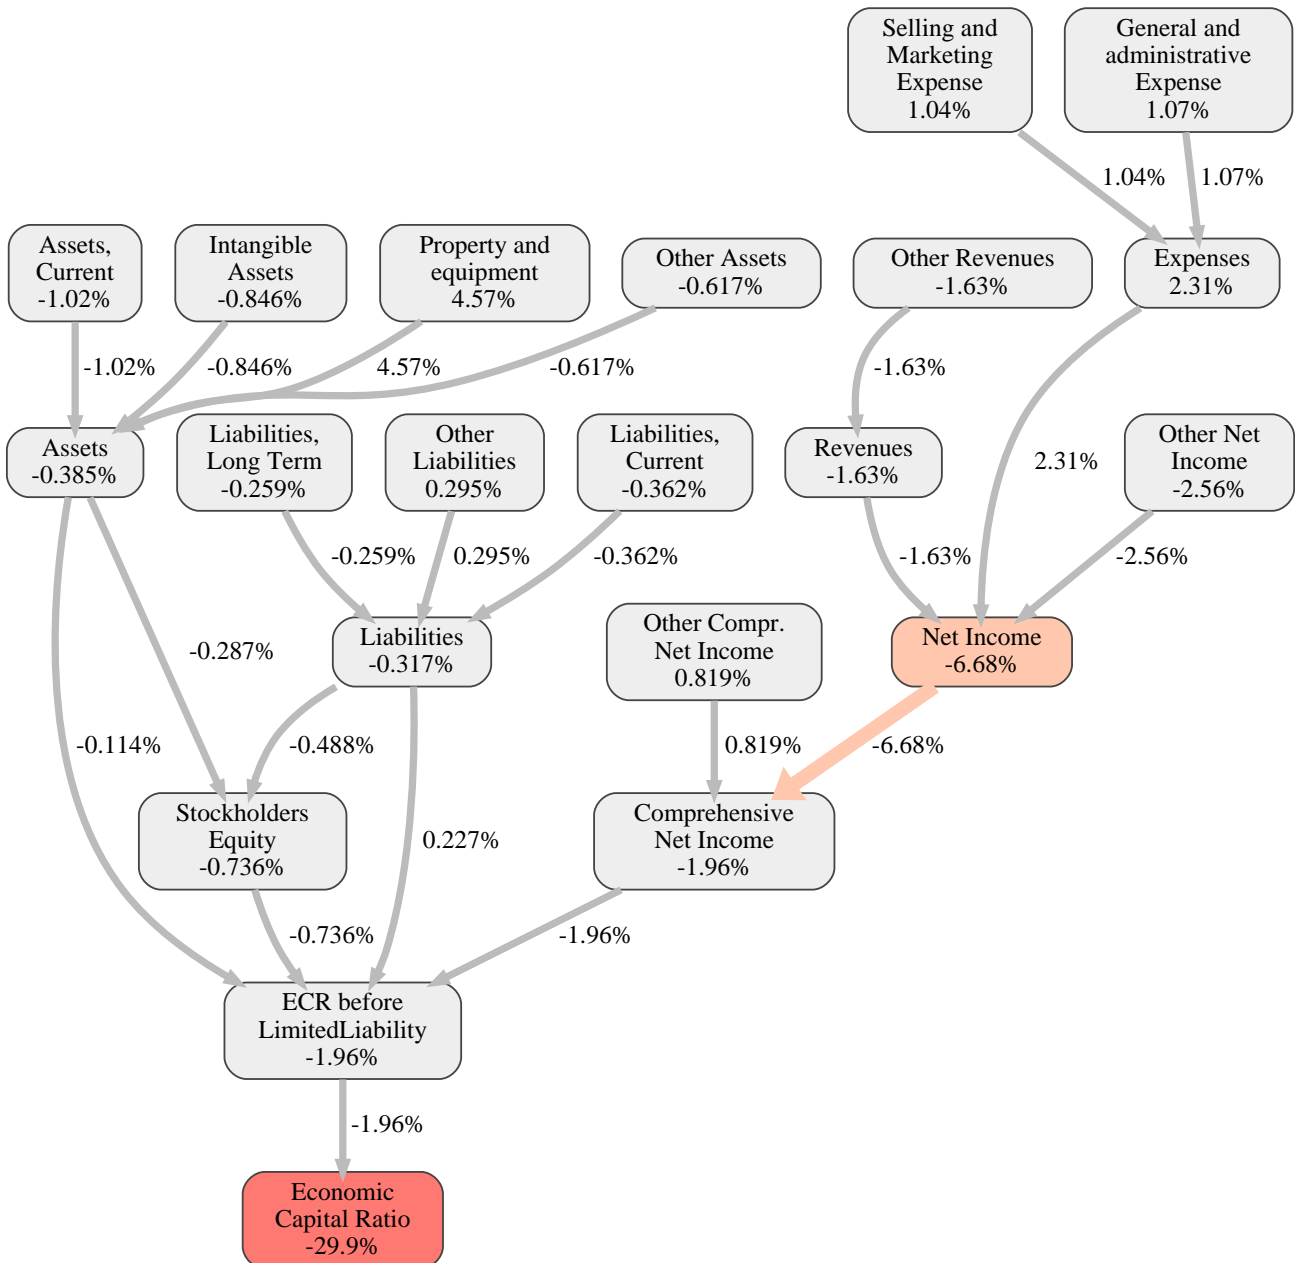 Selling and
Marketing
Expense
1.04%
General and
administrative
Expense
1.07%
1.04%
1.07%
Assets,
Current
-1.02%
Intangible
Assets
-0.846%
Property and
equipment
4.57%
Other Assets
-0.617%
Other Revenues
-1.63%
Expenses
2.31%
-1.02%
-0.846%
4.57%
-0.617%
-1.63%
Assets
-0.385%
Liabilities,
Long Term
-0.259%
Other
Liabilities
0.295%
Liabilities,
Current
-0.362%
Revenues
-1.63%
2.31%
Other Net
Income
-2.56%
-0.259%
0.295%
-0.362%
-1.63%
-2.56%
Liabilities
-0.317%
Other Compr.
Net Income
0.819%
Net Income
-6.68%
-0.287%
-0.114%
-0.488%
0.819%
-6.68%
Stockholders
Equity
-0.736%
0.227%
Comprehensive
Net Income
-1.96%
-0.736%
-1.96%
ECR before
LimitedLiability
-1.96%
-1.96%
Economic
Capital Ratio
-29.9%